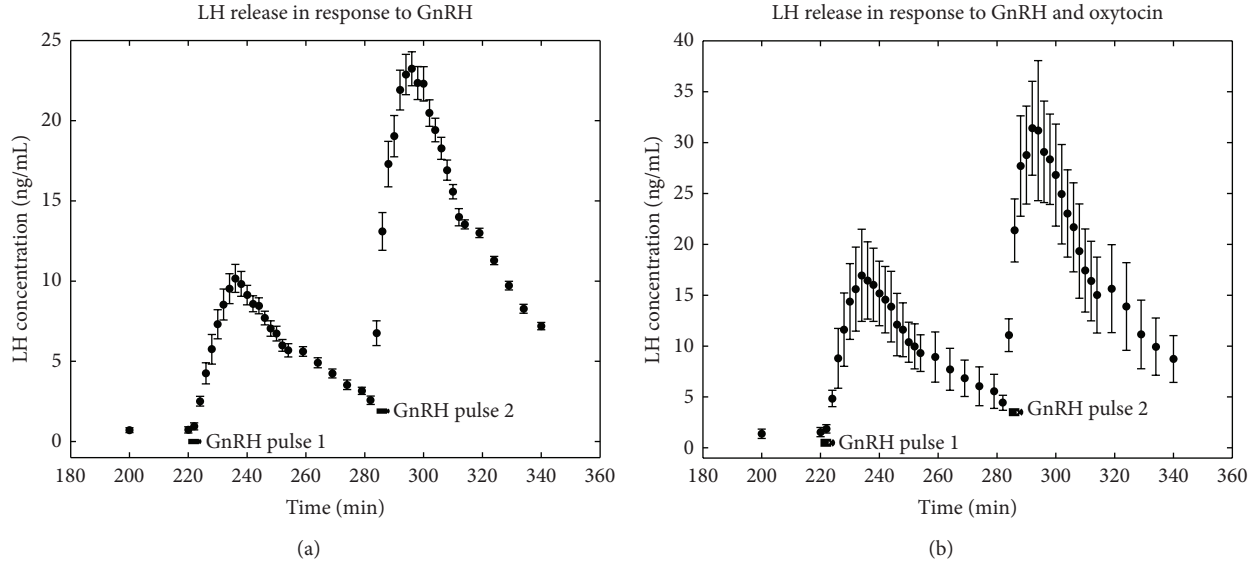 LH release in response to GnRH
25
20
15
10
5
0
LH concentration (ng/mL)
GnRH pulse 1
GnRH pulse 2
180 200 220 240 260 280 300 320 340 360
Time (min)
(a)
LH release in response to GnRH and oxytocin
40
35
30
25
20
15
10
5
0
LH concentration (ng/mL)
GnRH pulse 1
GnRH pulse 2
180 200 220 240 260 280 300 320 340 360
Time (min)
(b)